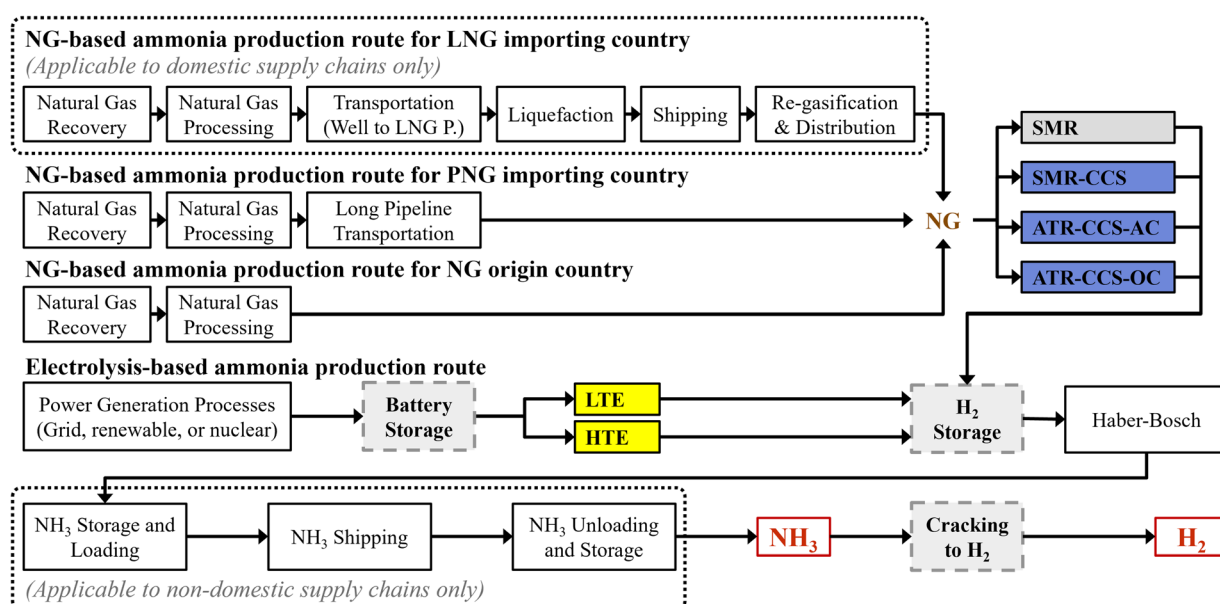 NG-based ammonia production route for LNG importing country
(Applicable to domestic supply chains only)
Natural Gas
Recovery
Natural Gas
Processing
Transportation
(Well to LNG P.)
Liquefaction
Shipping
Re-gasification
& Distribution
NG-based ammonia production route for PNG importing country
Natural Gas
Recovery
Natural Gas
Processing
Long Pipeline
Transportation
NG-based ammonia production route for NG origin country
Natural Gas
Recovery
Natural Gas
Processing
NG
SMR
SMR-CCS
ATR-CCS-AC
ATR-CCS-OC
Electrolysis-based ammonia production route
Power Generation Processes
(Grid, renewable, or nuclear)
Battery
Storage
LTE
HTE
H₂
Storage
Haber-Bosch
NH₃ Storage and
Loading
NH₃ Shipping
NH₃ Unloading
and Storage
NH₃
Cracking
to H₂
H₂
(Applicable to non-domestic supply chains only)